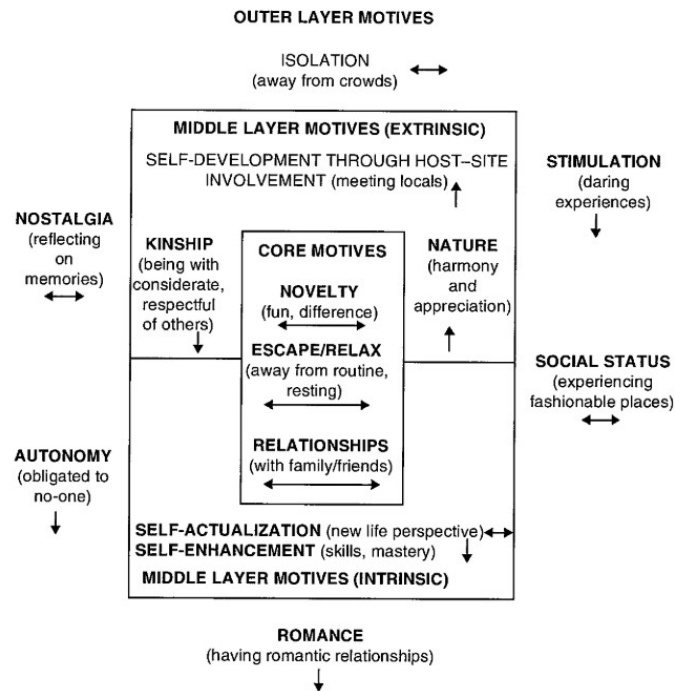 OUTER LAYER MOTIVES
ISOLATION
(away from crowds)
MIDDLE LAYER MOTIVES (EXTRINSIC)
SELF-DEVELOPMENT THROUGH HOST–SITE
INVOLVEMENT (meeting locals)
STIMULATION
(daring
experiences)
NOSTALGIA
(reflecting
on
memories)
KINSHIP
(being with
considerate,
respectful
of others)
CORE MOTIVES
NOVELTY
(fun, difference)
ESCAPE/RELAX
(away from routine,
resting)
RELATIONSHIPS
(with family/friends)
NATURE
(harmony
and
appreciation)
SOCIAL STATUS
(experiencing
fashionable places)
AUTONOMY
(obligated to
no-one)
SELF-ACTUALIZATION (new life perspective)
SELF-ENHANCEMENT (skills, mastery)
MIDDLE LAYER MOTIVES (INTRINSIC)
ROMANCE
(having romantic relationships)